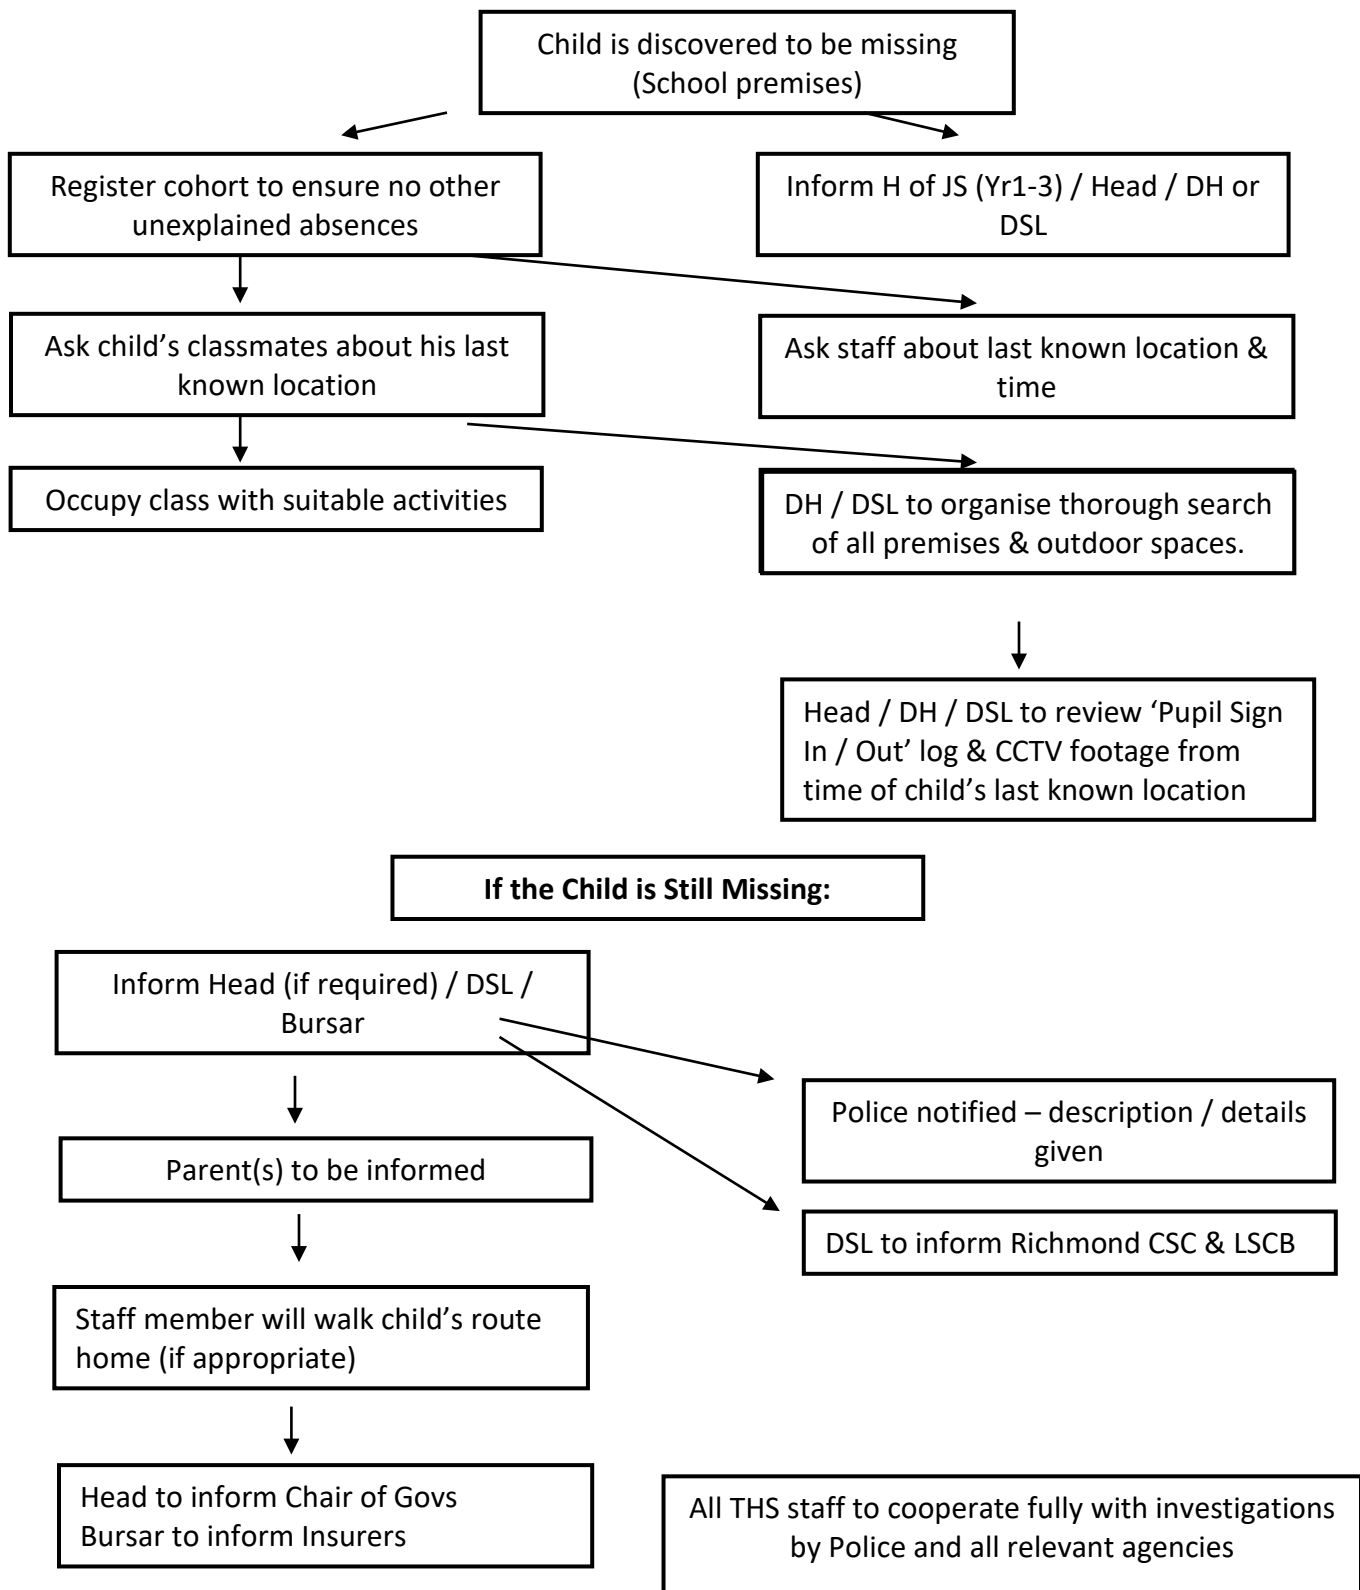 Child is discovered to be missing
(School premises)
Register cohort to ensure no other
unexplained absences
Inform H of JS (Yr1-3) / Head / DH or
DSL
Ask child’s classmates about his last
known location
Ask staff about last known location &
time
Occupy class with suitable activities
DH / DSL to organise thorough search
of all premises & outdoor spaces.
Head / DH / DSL to review ‘Pupil Sign
In / Out’ log & CCTV footage from
time of child’s last known location
If the Child is Still Missing:
Inform Head (if required) / DSL /
Bursar
Police notified – description / details
given
Parent(s) to be informed
DSL to inform Richmond CSC & LSCB
Staff member will walk child’s route
home (if appropriate)
Head to inform Chair of Govs
Bursar to inform Insurers
All THS staff to cooperate fully with investigations
by Police and all relevant agencies